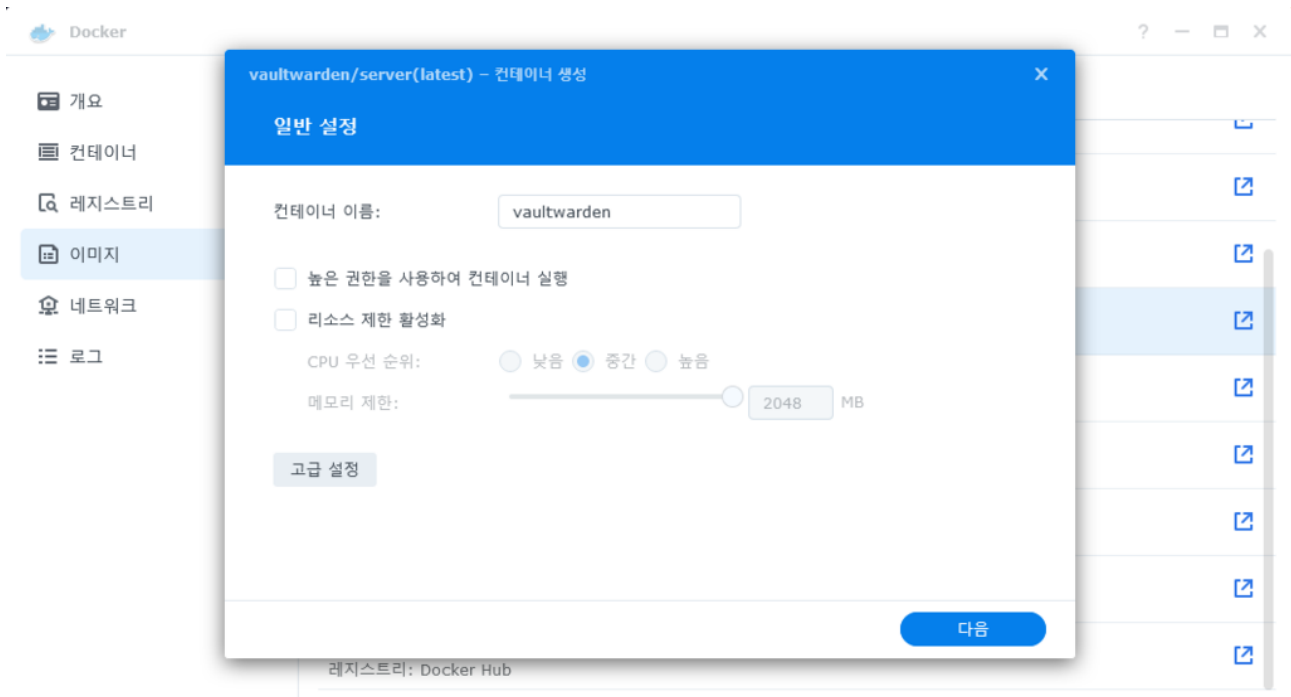 Docker
개요
컨테이너
레지스트리
이미지
네트워크
로그
vaultwarden/server(latest) – 컨테이너 생성
일반 설정
컨테이너 이름: vaultwarden
높은 권한을 사용하여 컨테이너 실행
리소스 제한 활성화
CPU 우선 순위: 낮음 중간 높음
메모리 제한: 2048 MB
고급 설정
다음
레지스트리: Docker Hub